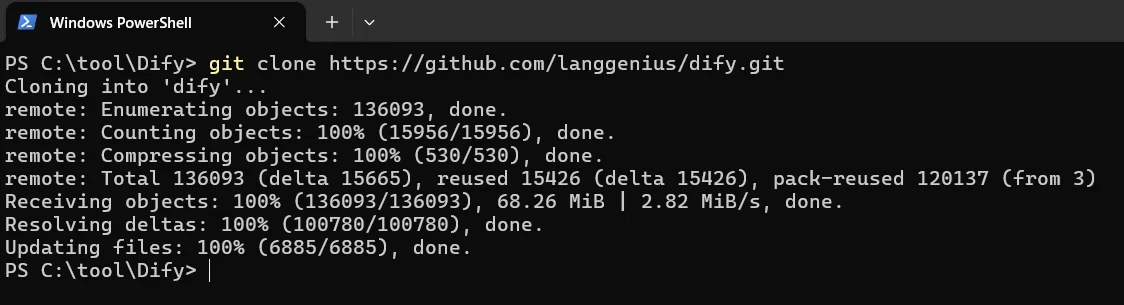 Windows PowerShell
PS C:\tool\Dify> git clone https://github.com/langgenius/dify.git
Cloning into 'dify'...
remote: Enumerating objects: 136093, done.
remote: Counting objects: 100% (15956/15956), done.
remote: Compressing objects: 100% (530/530), done.
remote: Total 136093 (delta 15665), reused 15426 (delta 15426), pack-reused 120137 (from 3)
Receiving objects: 100% (136093/136093), 68.26 MiB | 2.82 MiB/s, done.
Resolving deltas: 100% (100780/100780), done.
Updating files: 100% (6885/6885), done.
PS C:\tool\Dify>